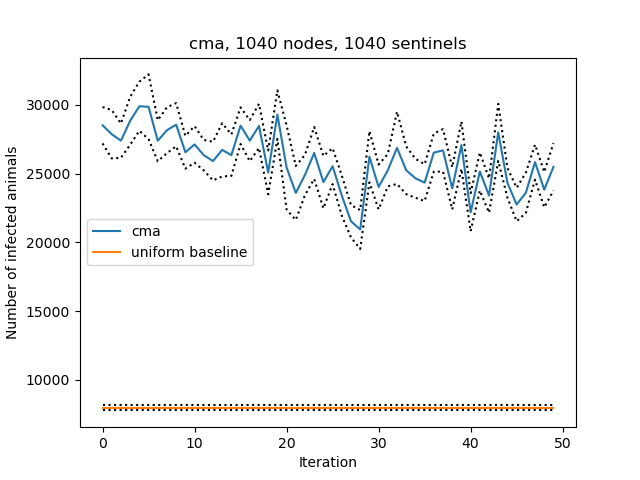 cma, 1040 nodes, 1040 sentinels
Number of infected animals
30000
25000
20000
15000
10000
cma
uniform baseline
0 10 20 30 40 50
Iteration